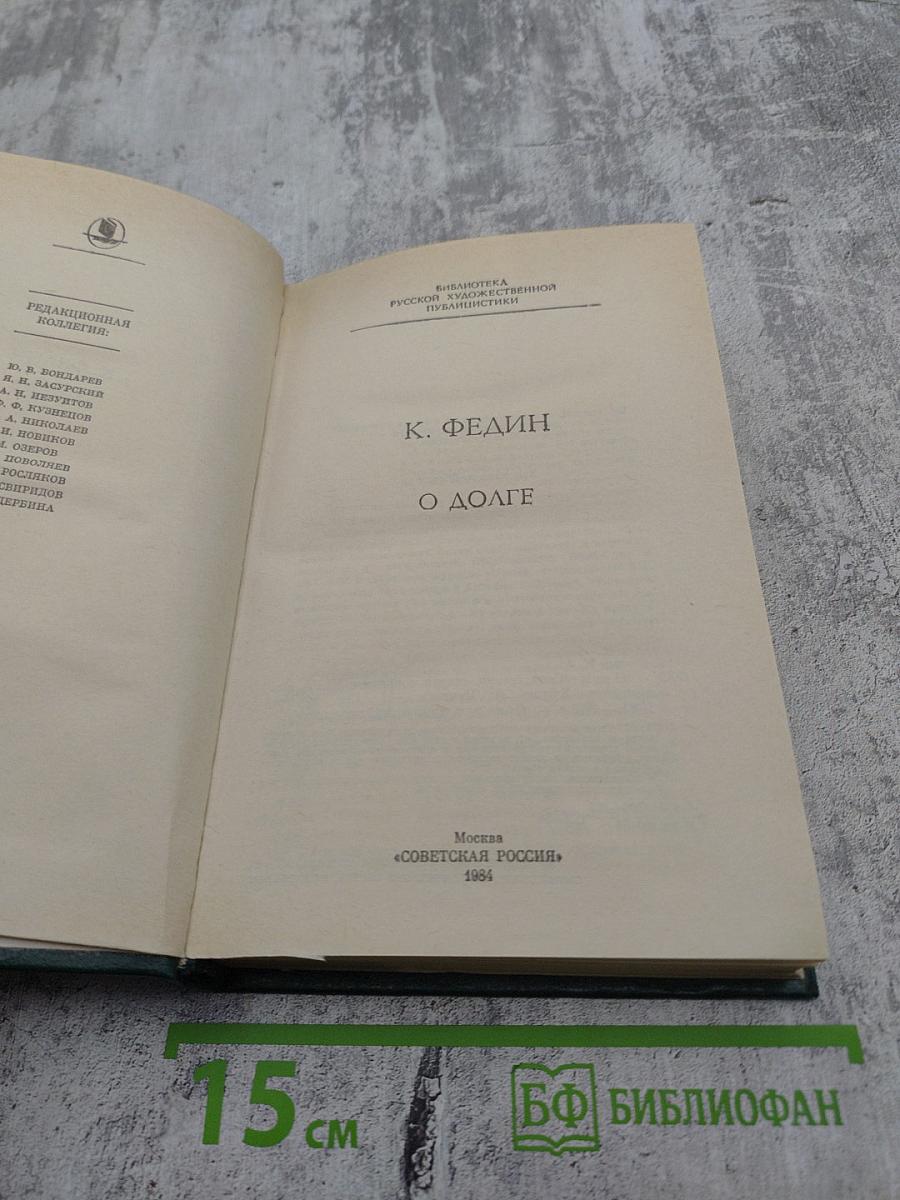 РЕДАКЦИОННАЯ
КОЛЛЕГИЯ:
Ю. В. БОНДАРЕВ
Я. Н. ЗАСУРСКИЙ
А. Н. ИЕЗУИТОВ
Ф. Ф. КУЗНЕЦОВ
А. НИКОЛАЕВ
И. НОВИКОВ
М. ОЗЕРОВ
ПОВОЛЯЕВ
РОСЛЯКОВ
СВИРИДОВ
ЩЕРБИНА
БИБЛИОТЕКА
РУССКОЙ ХУДОЖЕСТВЕННОЙ
ПУБЛИЦИСТИКИ
К. ФЕДИН
О ДОЛГЕ
Москва
«СОВЕТСКАЯ РОССИЯ»
1984
15 см
БФ БИБЛИОФАН